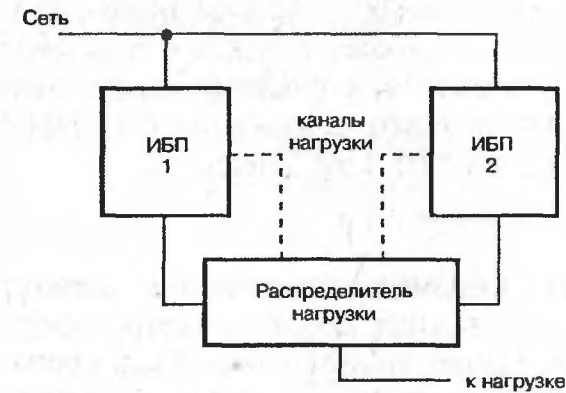 Сеть
ИБП
1
каналы
нагрузки
ИБП
2
Распределитель
нагрузки
к нагрузке